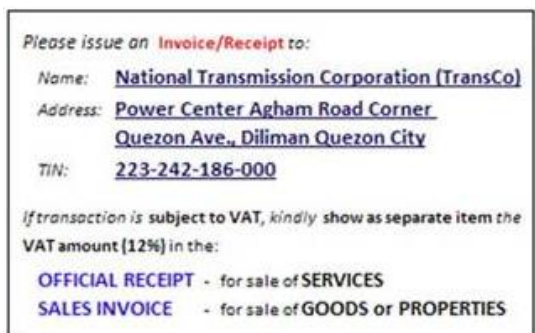 Please issue an Invoice/Receipt to:
Name: National Transmission Corporation (TransCo)
Address: Power Center Agham Road Corner
Quezon Ave., Diliman Quezon City
TIN: 223-242-186-000
If transaction is subject to VAT, kindly show as separate item the
VAT amount (12%) in the:
OFFICIAL RECEIPT - for sale of SERVICES
SALES INVOICE - for sale of GOODS or PROPERTIES